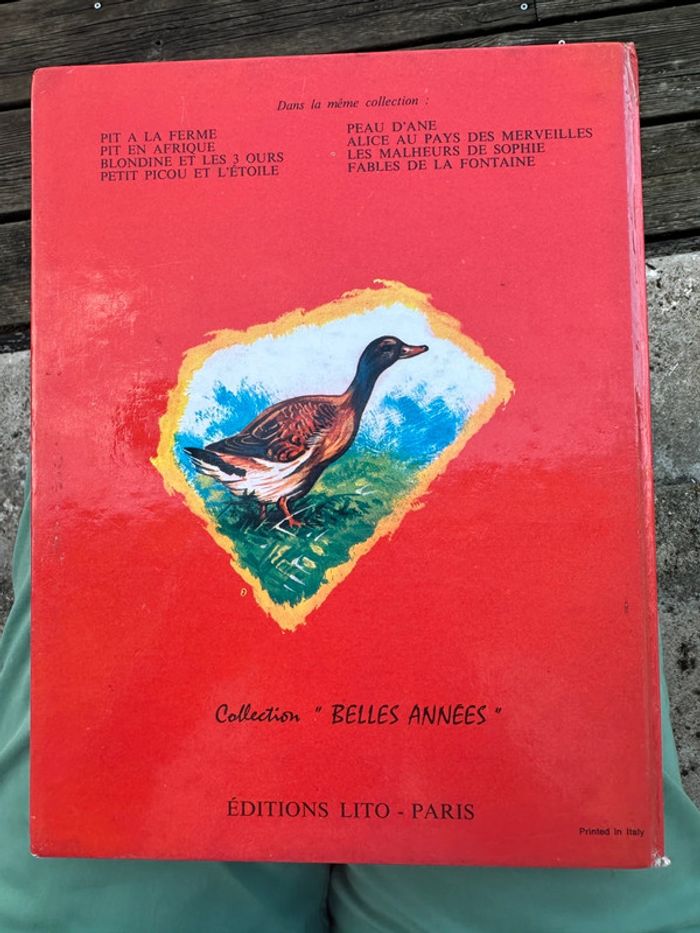 Dans la même collection :
PIT A LA FERME
PIT EN AFRIQUE
BLONDINE ET LES 3 OURS
PETIT PICOU ET L'ÉTOILE
PEAU D'ANE
ALICE AU PAYS DES MERVEILLES
LES MALHEURS DE SOPHIE
FABLES DE LA FONTAINE
Collection " BELLES ANNÉES "
ÉDITIONS LITO - PARIS
Printed in Italy